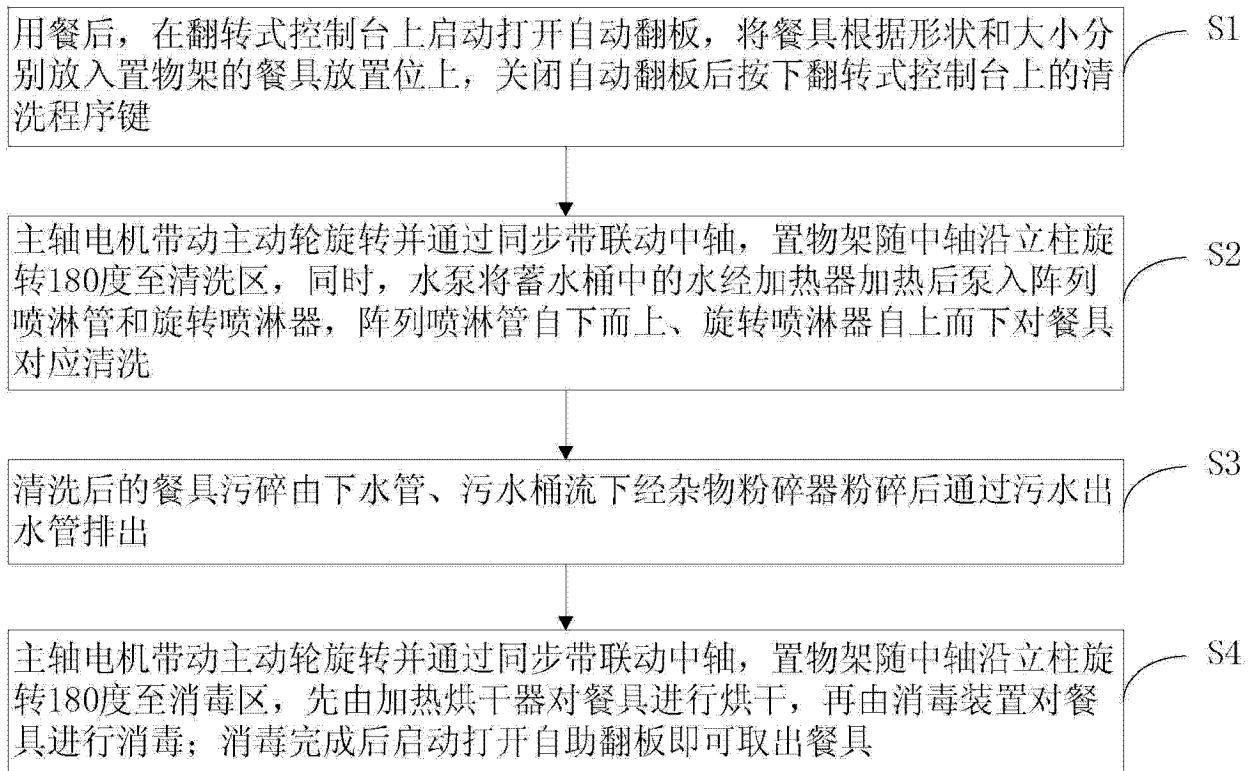 用餐后，在翻转式控制台上启动打开自动翻板，将餐具根据形状和大小分
别放入置物架的餐具放置位上，关闭自动翻板后按下翻转式控制台上的清
洗程序键
S1
主轴电机带动主动轮旋转并通过同步带联动中轴，置物架随中轴沿立柱旋
转180度至清洗区，同时，水泵将蓄水桶中的水经加热器加热后泵入阵列
喷淋管和旋转喷淋器，阵列喷淋管自下而上、旋转喷淋器自上而下对餐具
对应清洗
S2
清洗后的餐具污碎由下水管、污水桶流下经杂物粉碎器粉碎后通过污水出
水管排出
S3
主轴电机带动主动轮旋转并通过同步带联动中轴，置物架随中轴沿立柱旋
转180度至消毒区，先由加热烘干器对餐具进行烘干，再由消毒装置对餐
具进行消毒；消毒完成后启动打开自助翻板即可取出餐具
S4